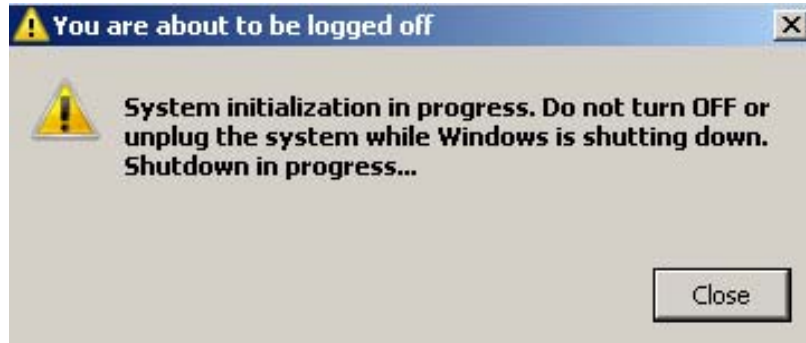 You are about to be logged off
System initialization in progress. Do not turn OFF or
unplug the system while Windows is shutting down.
Shutdown in progress...
Close